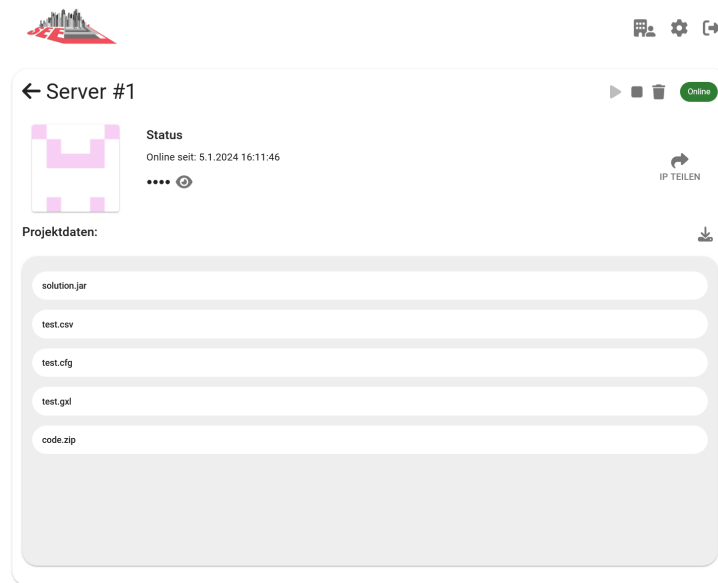 SEE
Server #1
Online
Status
Online seit: 5.1.2024 16:11:46
••••
IP TEILEN
Projektdaten:
solution.jar
test.csv
test.cfg
test.gxl
code.zip